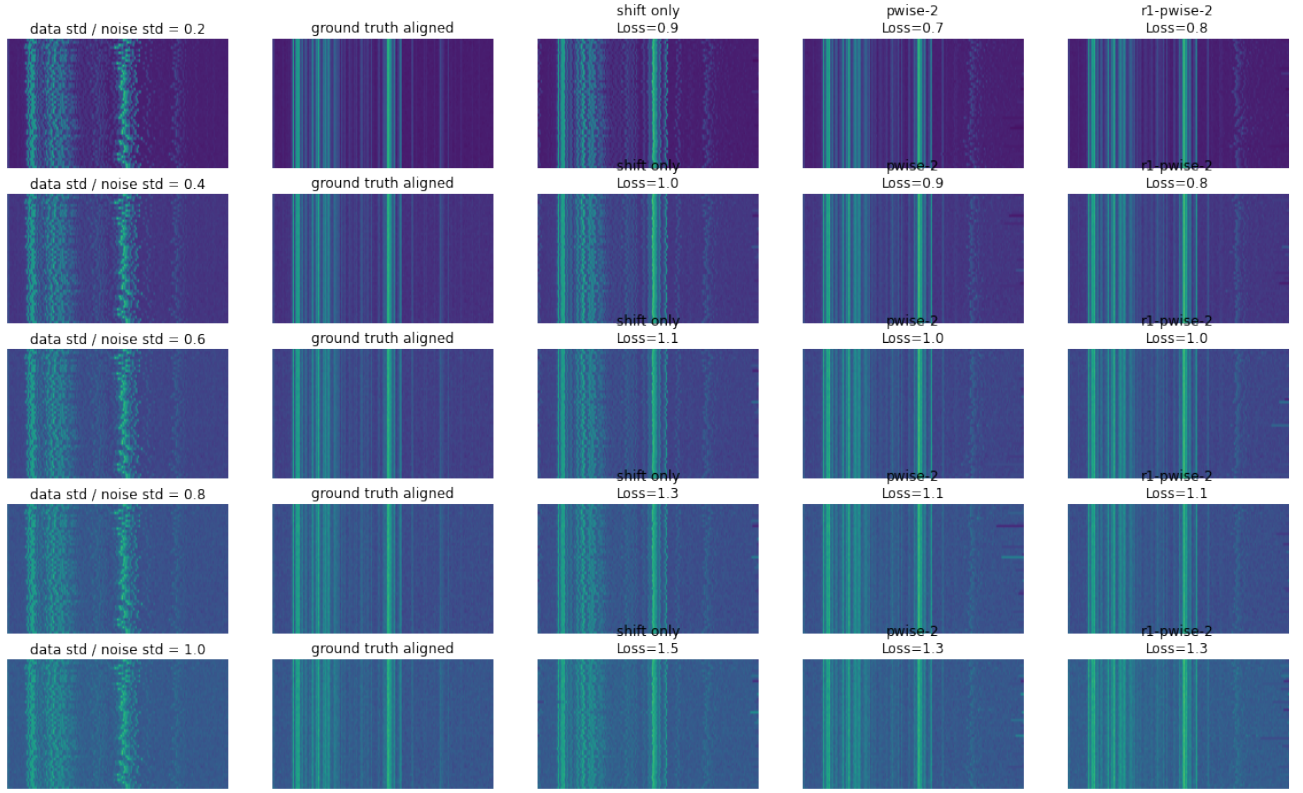 shift only
pwise-2
r1-pwise-2
data std / noise std = 0.2
ground truth aligned
Loss=0.9
Loss=0.7
Loss=0.8
shift only
pwise-2
r1-pwise-2
data std / noise std = 0.4
ground truth aligned
Loss=1.0
Loss=0.9
Loss=0.8
shift only
pwise-2
r1-pwise-2
data std / noise std = 0.6
ground truth aligned
Loss=1.1
Loss=1.0
Loss=1.0
shift only
pwise-2
r1-pwise-2
data std / noise std = 0.8
ground truth aligned
Loss=1.3
Loss=1.1
Loss=1.1
shift only
pwise-2
r1-pwise-2
data std / noise std = 1.0
ground truth aligned
Loss=1.5
Loss=1.3
Loss=1.3